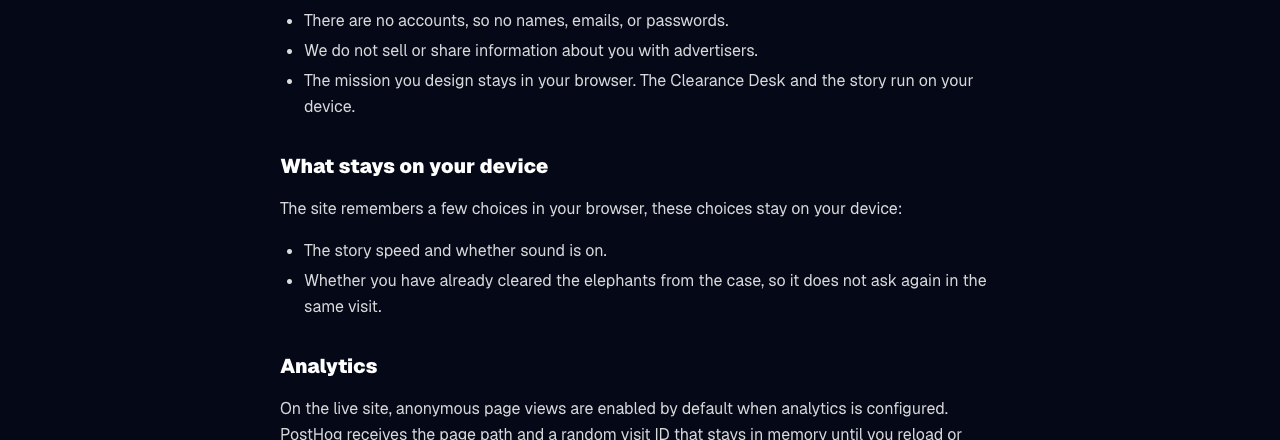 There are no accounts, so no names, emails, or passwords.
We do not sell or share information about you with advertisers.
The mission you design stays in your browser. The Clearance Desk and the story run on your
device.
What stays on your device
The site remembers a few choices in your browser, these choices stay on your device:
The story speed and whether sound is on.
Whether you have already cleared the elephants from the case, so it does not ask again in the
same visit.
Analytics
On the live site, anonymous page views are enabled by default when analytics is configured.
PostHog receives the page path and a random visit ID that stays in memory until you reload or